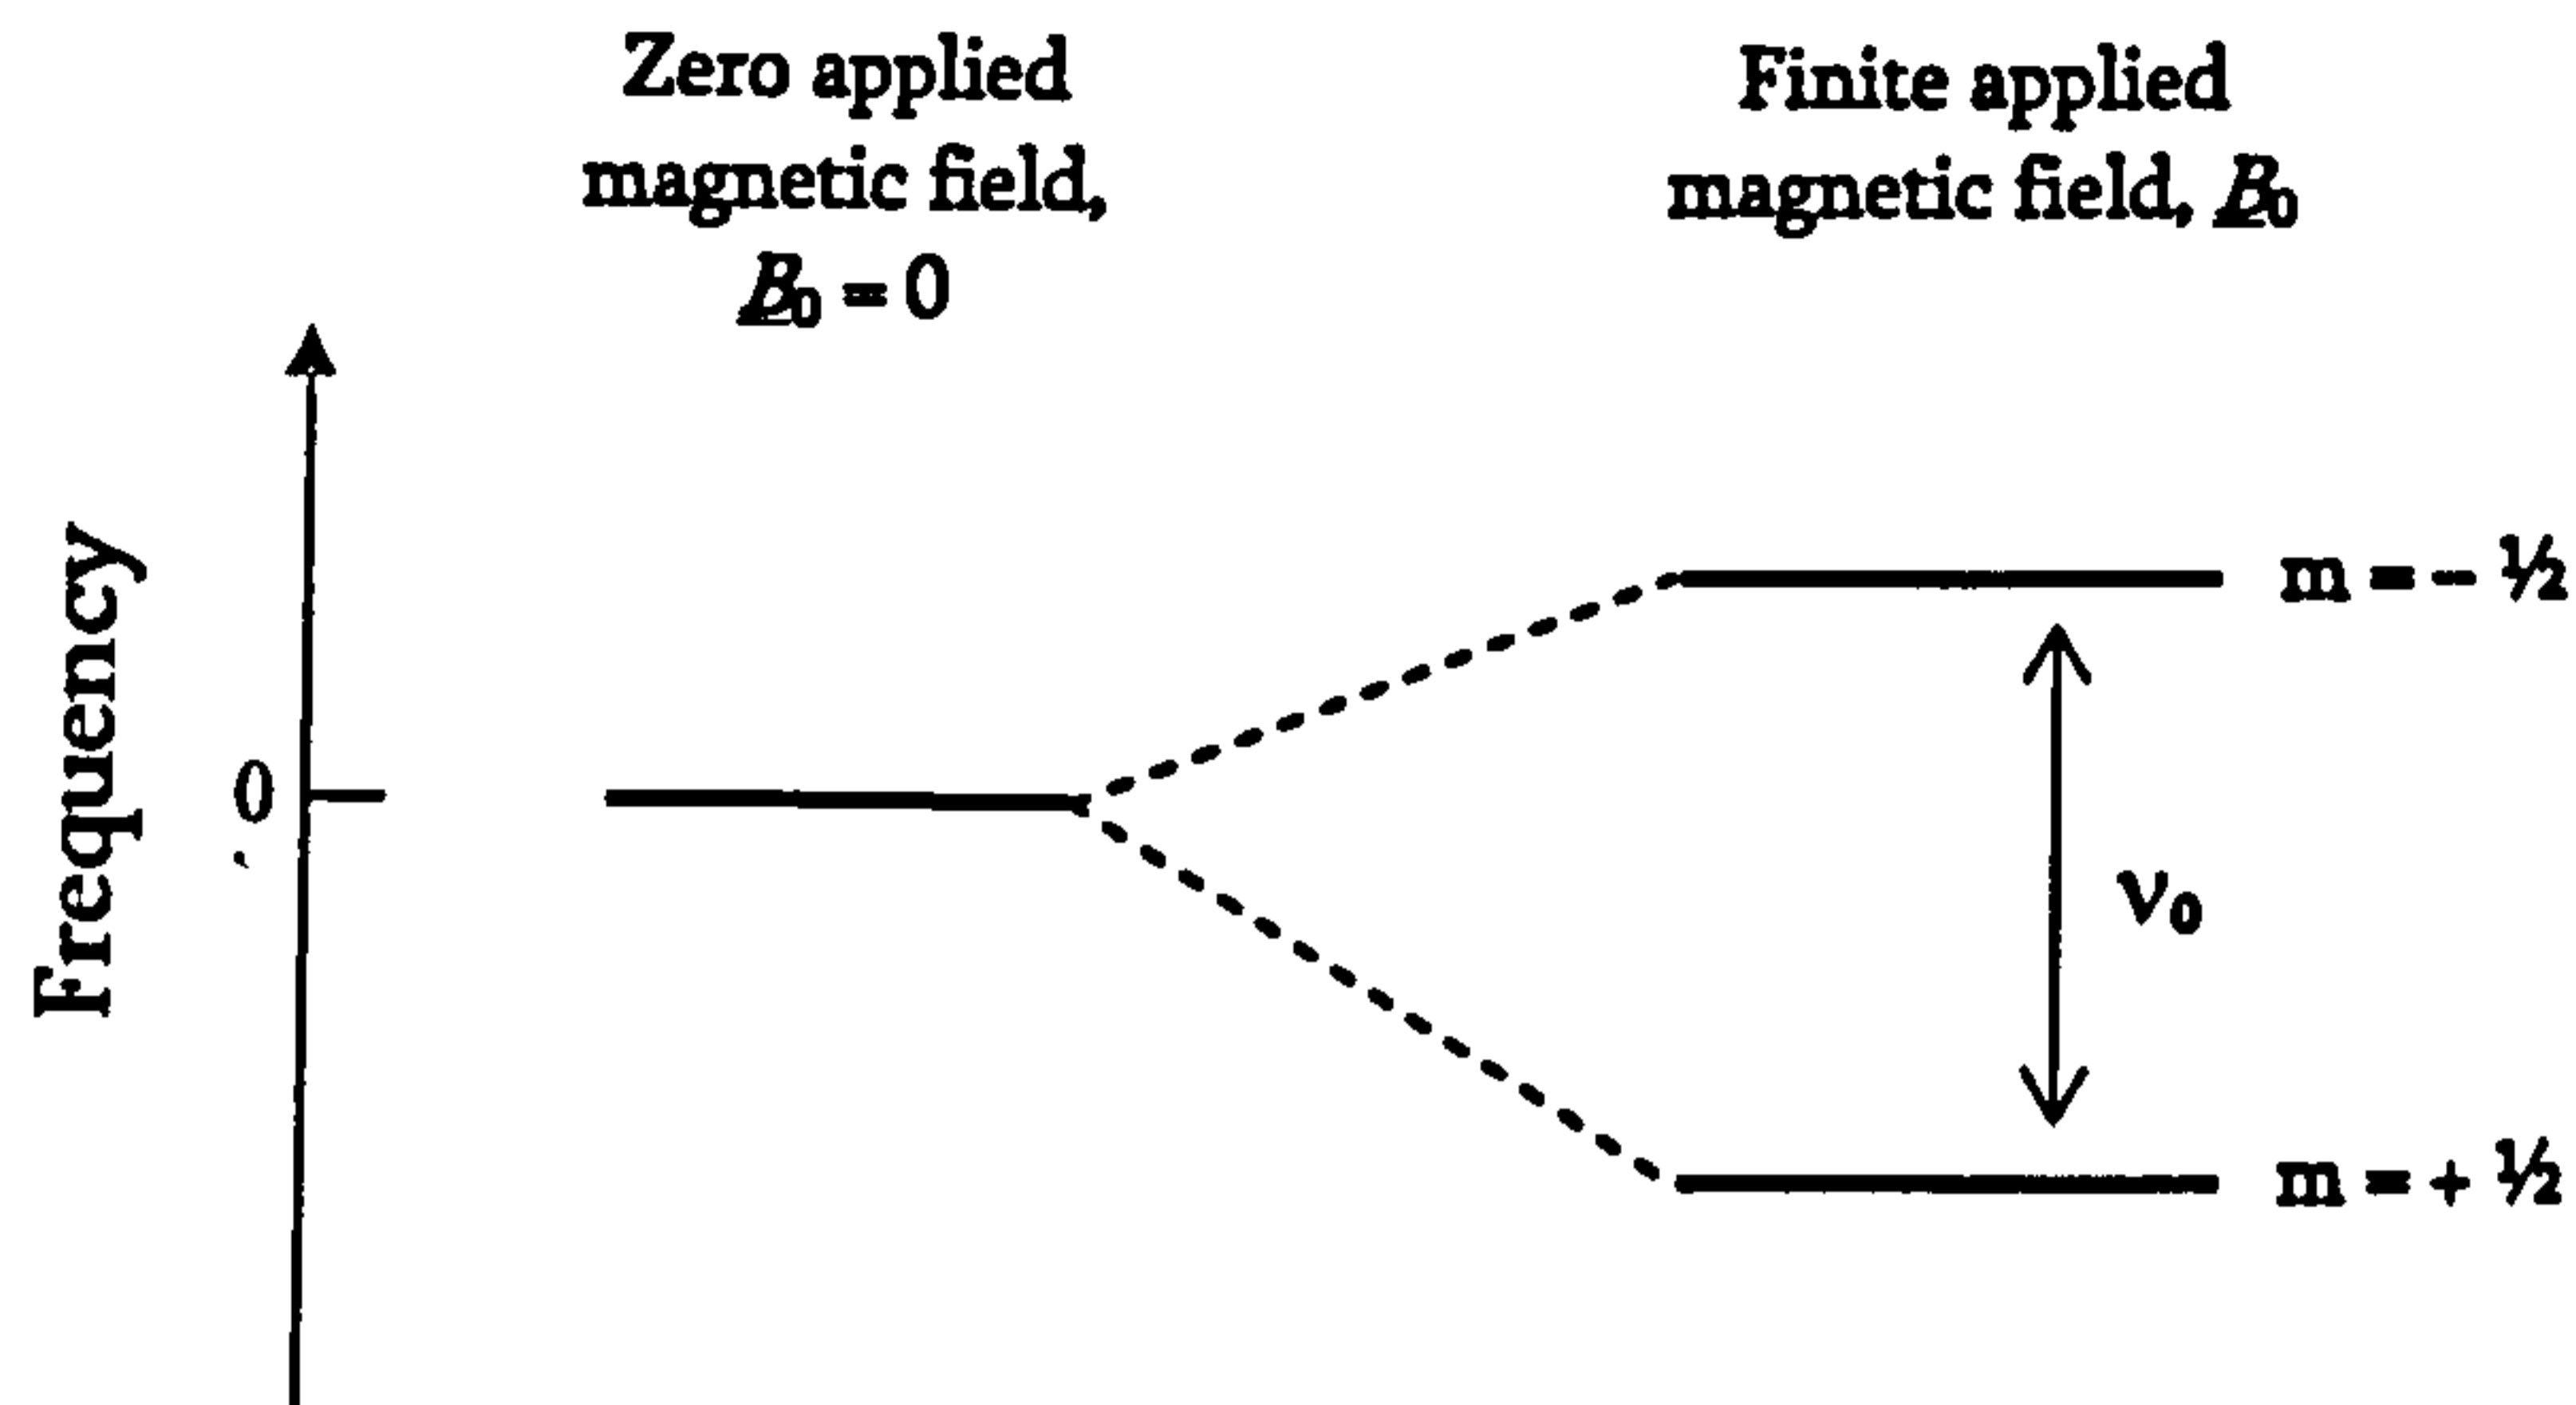 Zero applied
magnetic field,
B₀ = 0
Finite applied
magnetic field, B₀
Frequency
0
m = – ½
ν₀
m = + ½